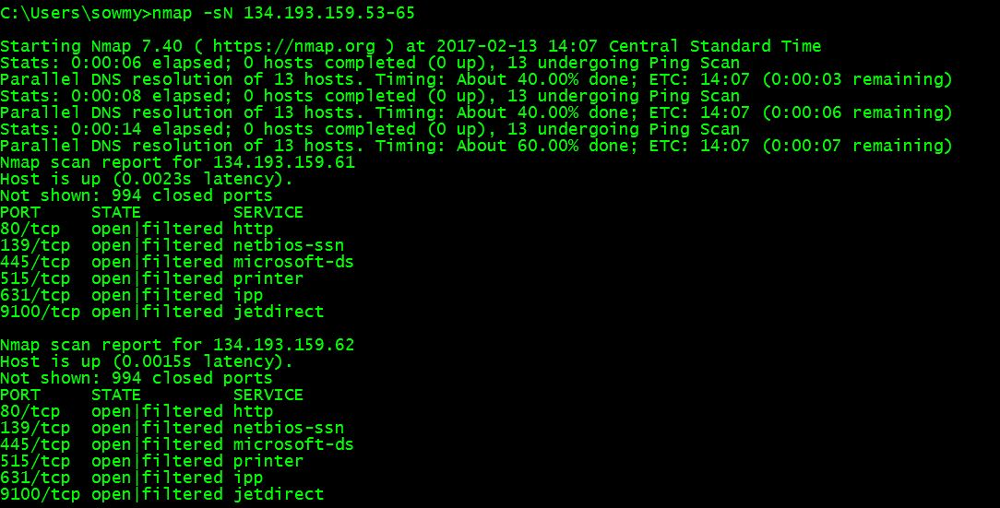 C:\Users\sowmy>nmap -sN 134.193.159.53-65
Starting Nmap 7.40 ( https://nmap.org ) at 2017-02-13 14:07 Central Standard Time
Stats: 0:00:06 elapsed; 0 hosts completed (0 up), 13 undergoing Ping Scan
Parallel DNS resolution of 13 hosts. Timing: About 40.00% done; ETC: 14:07 (0:00:03 remaining)
Stats: 0:00:08 elapsed; 0 hosts completed (0 up), 13 undergoing Ping Scan
Parallel DNS resolution of 13 hosts. Timing: About 40.00% done; ETC: 14:07 (0:00:06 remaining)
Stats: 0:00:14 elapsed; 0 hosts completed (0 up), 13 undergoing Ping Scan
Parallel DNS resolution of 13 hosts. Timing: About 60.00% done; ETC: 14:07 (0:00:07 remaining)
Nmap scan report for 134.193.159.61
Host is up (0.0023s latency).
Not shown: 994 closed ports
PORT     STATE         SERVICE
80/tcp   open|filtered http
139/tcp  open|filtered netbios-ssn
445/tcp  open|filtered microsoft-ds
515/tcp  open|filtered printer
631/tcp  open|filtered ipp
9100/tcp open|filtered jetdirect
Nmap scan report for 134.193.159.62
Host is up (0.0015s latency).
Not shown: 994 closed ports
PORT     STATE         SERVICE
80/tcp   open|filtered http
139/tcp  open|filtered netbios-ssn
445/tcp  open|filtered microsoft-ds
515/tcp  open|filtered printer
631/tcp  open|filtered ipp
9100/tcp open|filtered jetdirect